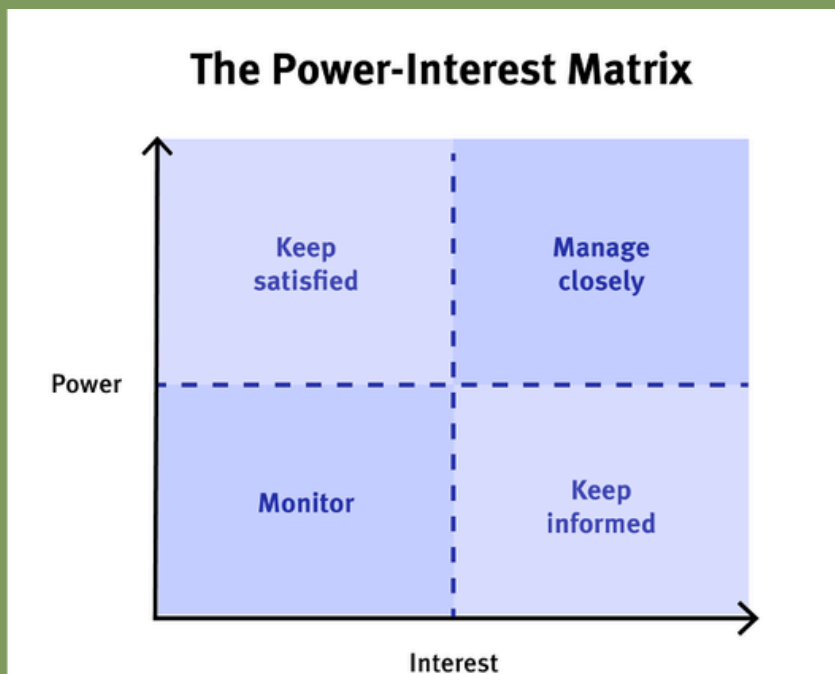 The Power-Interest Matrix
Keep
satisfied
Manage
closely
Power
Monitor
Keep
informed
Interest